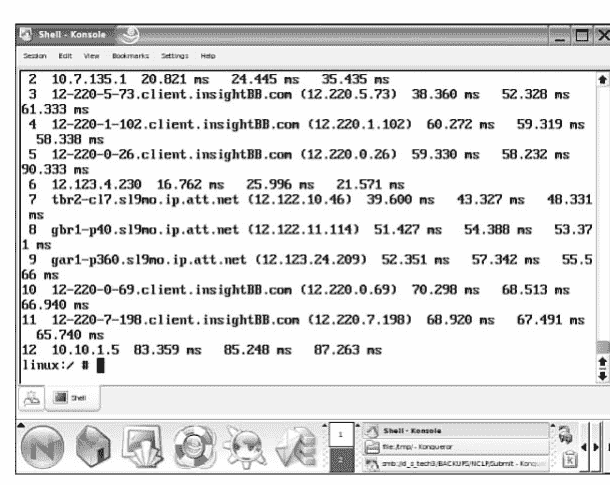 Shell - Konsole
Session Edit View Bookmarks Settings Help
2 10.7.135.1 20.821 ms 24.445 ms 35.435 ms
3 12-220-5-73.client.insightBB.com (12.220.5.73) 38.360 ms 52.328 ms
61.333 ms
4 12-220-1-102.client.insightBB.com (12.220.1.102) 60.272 ms 59.319 ms
58.338 ms
5 12-220-0-26.client.insightBB.com (12.220.0.26) 59.330 ms 58.232 ms
90.333 ms
6 12.123.4.230 16.762 ms 25.996 ms 21.571 ms
7 tbr2-cl7.sl9mo.ip.att.net (12.122.10.46) 39.600 ms 43.327 ms 48.331
ms
8 gbr1-p40.sl9mo.ip.att.net (12.122.11.114) 51.427 ms 54.388 ms 53.37
1 ms
9 gar1-p360.sl9mo.ip.att.net (12.123.24.209) 52.351 ms 57.342 ms 55.5
66 ms
10 12-220-0-69.client.insightBB.com (12.220.0.69) 70.298 ms 68.513 ms
66.940 ms
11 12-220-7-198.client.insightBB.com (12.220.7.198) 68.920 ms 67.491 ms
65.740 ms
12 10.10.1.5 83.359 ms 85.248 ms 87.263 ms
linux:/ #
Shell
N
1
2
Shell - Konsole
file:/tmp/ - Konqueror